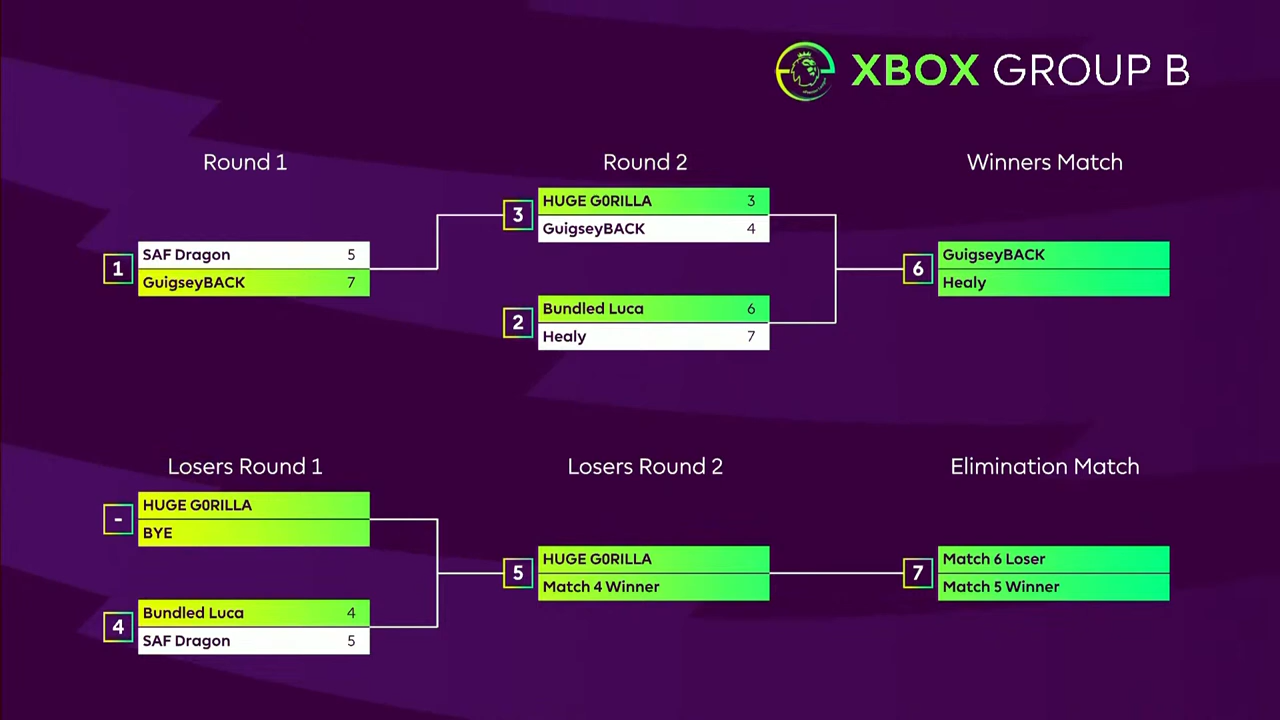 XBOX GROUP B
Round 1
Round 2
Winners Match
3
HUGE G0RILLA 3
GuigseyBACK 4
1
SAF Dragon 5
GuigseyBACK 7
6
GuigseyBACK
Healy
2
Bundled Luca 6
Healy 7
Losers Round 1
Losers Round 2
Elimination Match
-
HUGE G0RILLA
BYE
5
HUGE G0RILLA
Match 4 Winner
7
Match 6 Loser
Match 5 Winner
4
Bundled Luca 4
SAF Dragon 5